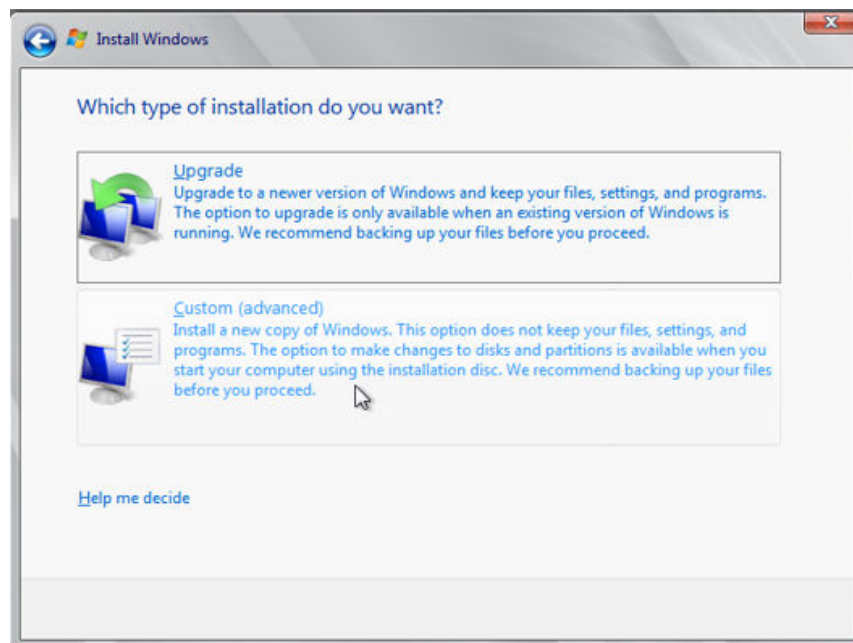 Install Windows
Which type of installation do you want?
Upgrade
Upgrade to a newer version of Windows and keep your files, settings, and programs.
The option to upgrade is only available when an existing version of Windows is
running. We recommend backing up your files before you proceed.
Custom (advanced)
Install a new copy of Windows. This option does not keep your files, settings, and
programs. The option to make changes to disks and partitions is available when you
start your computer using the installation disc. We recommend backing up your files
before you proceed.
Help me decide